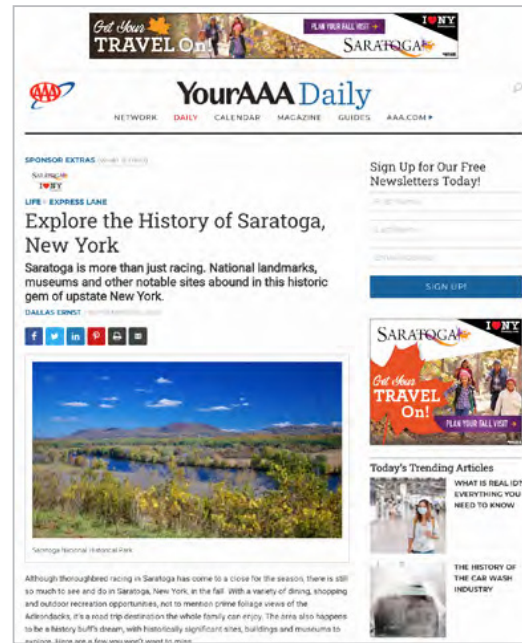 Get Your
TRAVEL On!
PLAN YOUR FALL VISIT
I NY
SARATOGA
AAA
YourAAA Daily
NETWORK DAILY CALENDAR MAGAZINE GUIDES AAA.COM
SPONSOR EXTRAS
SARATOGA
I NY
LIFE > EXPRESS LANE
Explore the History of Saratoga,
New York
Saratoga is more than just racing. National landmarks,
museums and other notable sites abound in this historic
gem of upstate New York.
DALLAS ERNST
Saratoga National Historical Park
Although thoroughbred racing in Saratoga has come to a close for the season, there is still
so much to see and do in Saratoga, New York, in the fall. With a variety of dining, shopping
and outdoor recreation opportunities, not to mention prime foliage views of the
Adirondacks, it's a road trip destination the whole family can enjoy. The area also happens
to be a history buff's dream, with historically significant sites, buildings and museums to
explore. Here are a few you won't want to miss.
Sign Up for Our Free
Newsletters Today!
SIGN UP!
SARATOGA
I NY
Get Your
TRAVEL
On!
PLAN YOUR FALL VISIT
Today's Trending Articles
WHAT IS REAL ID?
EVERYTHING YOU
NEED TO KNOW
THE HISTORY OF
THE CAR WASH
INDUSTRY